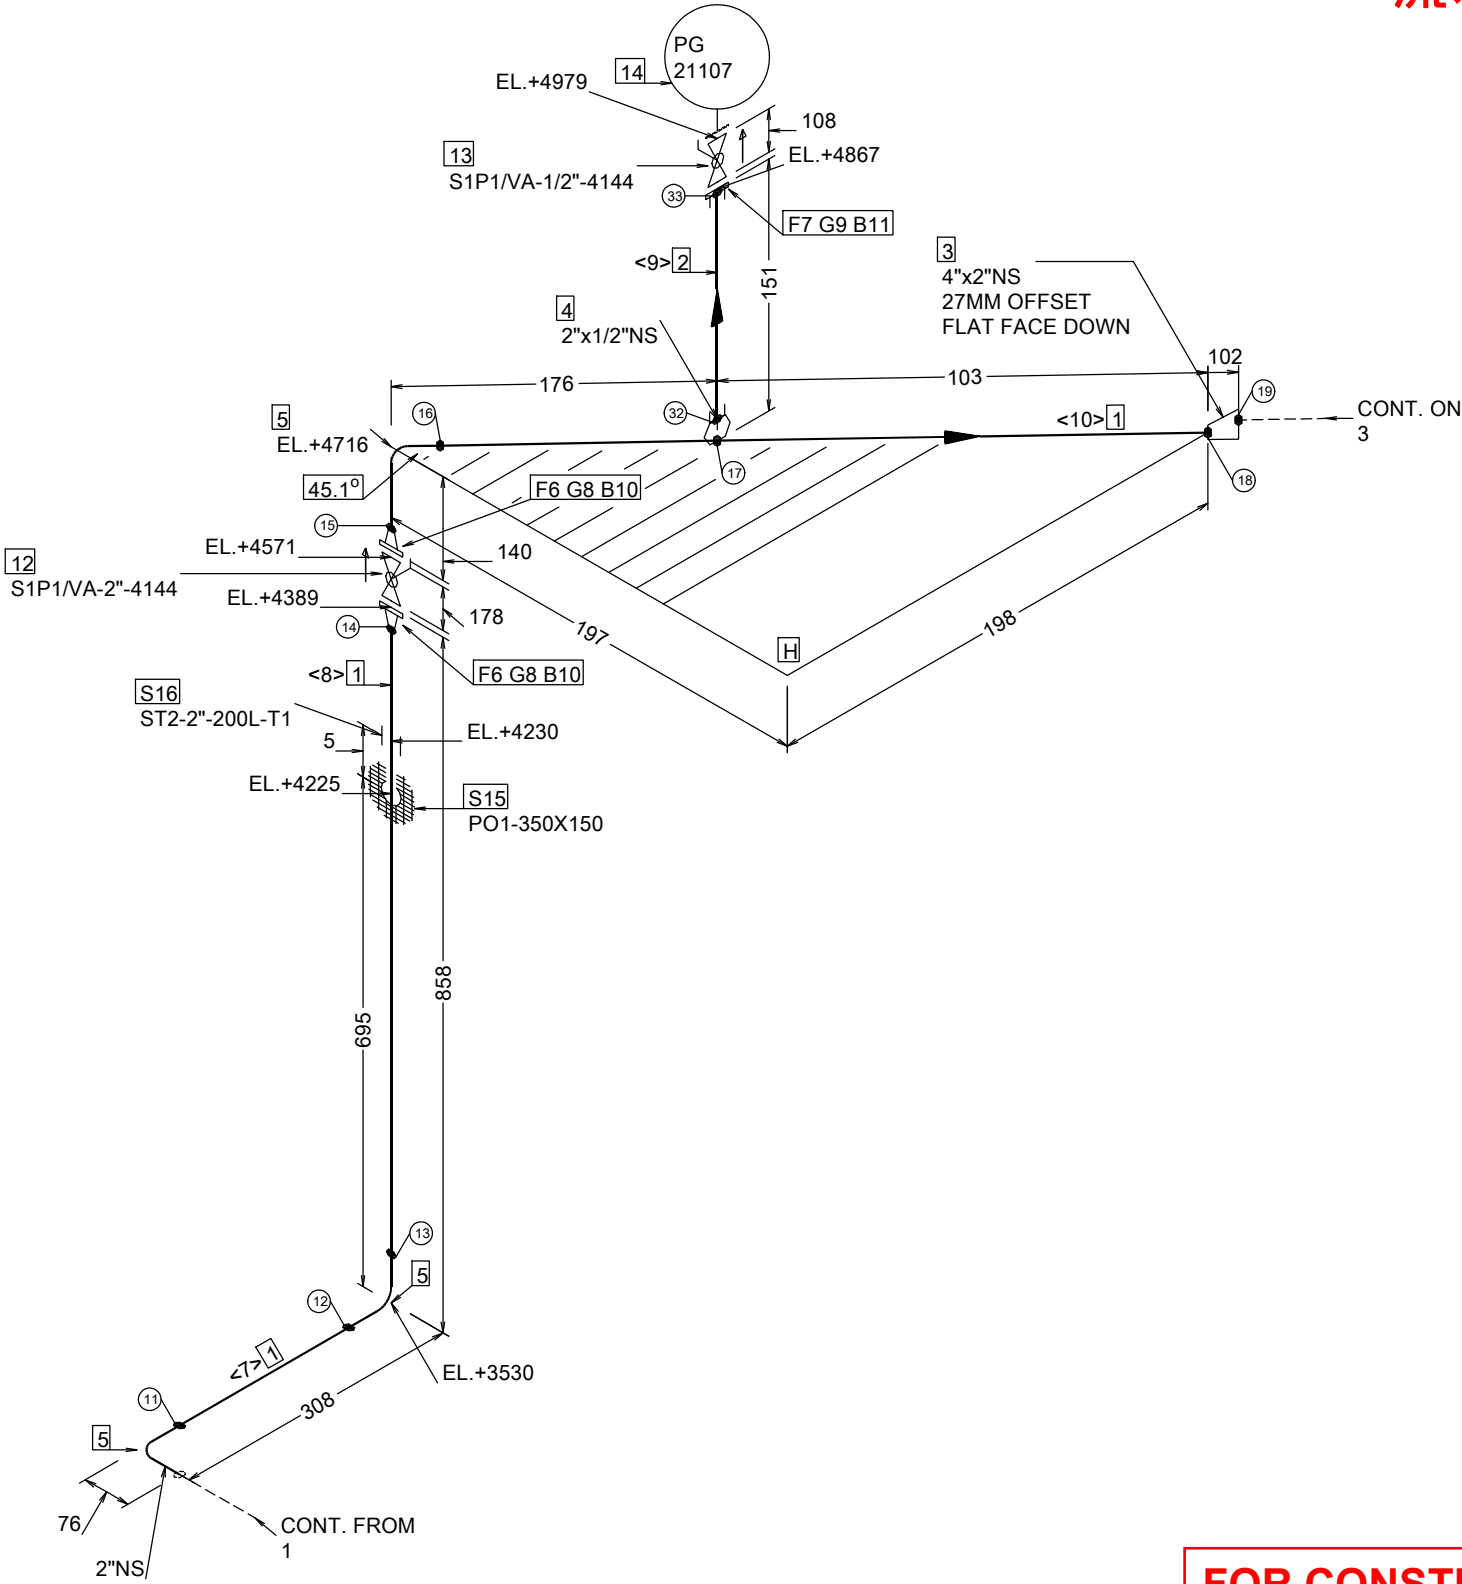 PG
21107
14
EL.+4979
108
EL.+4867
13
S1P1/VA-1/2"-4144
33
F7 G9 B11
<9> 2
151
3
4"x2"NS
27MM OFFSET
FLAT FACE DOWN
4
2"x1/2"NS
102
176
103
19
5
EL.+4716
16
32
<10> 1
CONT. ON
3
17
18
45.1°
F6 G8 B10
15
EL.+4571
140
12
S1P1/VA-2"-4144
EL.+4389
178
14
197
198
H
<8> 1
F6 G8 B10
S16
ST2-2"-200L-T1
5
EL.+4230
EL.+4225
S15
PO1-350X150
858
695
13
5
12
<7> 1
EL.+3530
308
11
5
76
CONT. FROM
1
2"NS